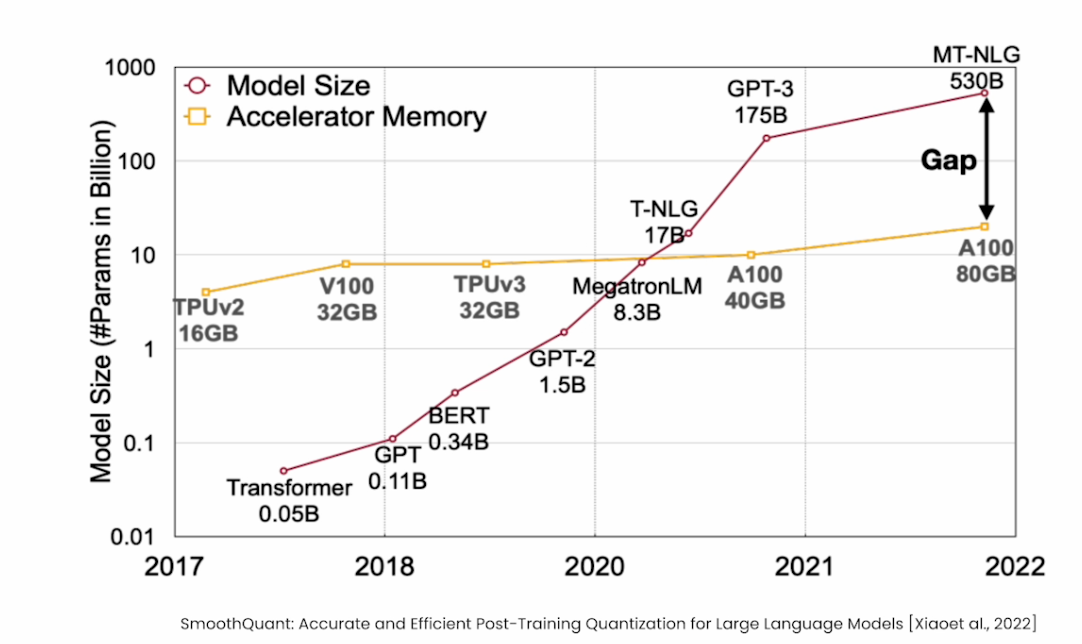 1000
100
10
1
0.1
0.01
Model Size (#Params in Billion)
Model Size
Accelerator Memory
MT-NLG
530B
GPT-3
175B
Gap
T-NLG
17B
A100
80GB
A100
40GB
TPUv2
16GB
V100
32GB
TPUv3
32GB
MegatronLM
8.3B
GPT-2
1.5B
BERT
0.34B
GPT
0.11B
Transformer
0.05B
2017
2018
2020
2021
2022
SmoothQuant: Accurate and Efficient Post-Training Quantization for Large Language Models [Xiaoet al., 2022]